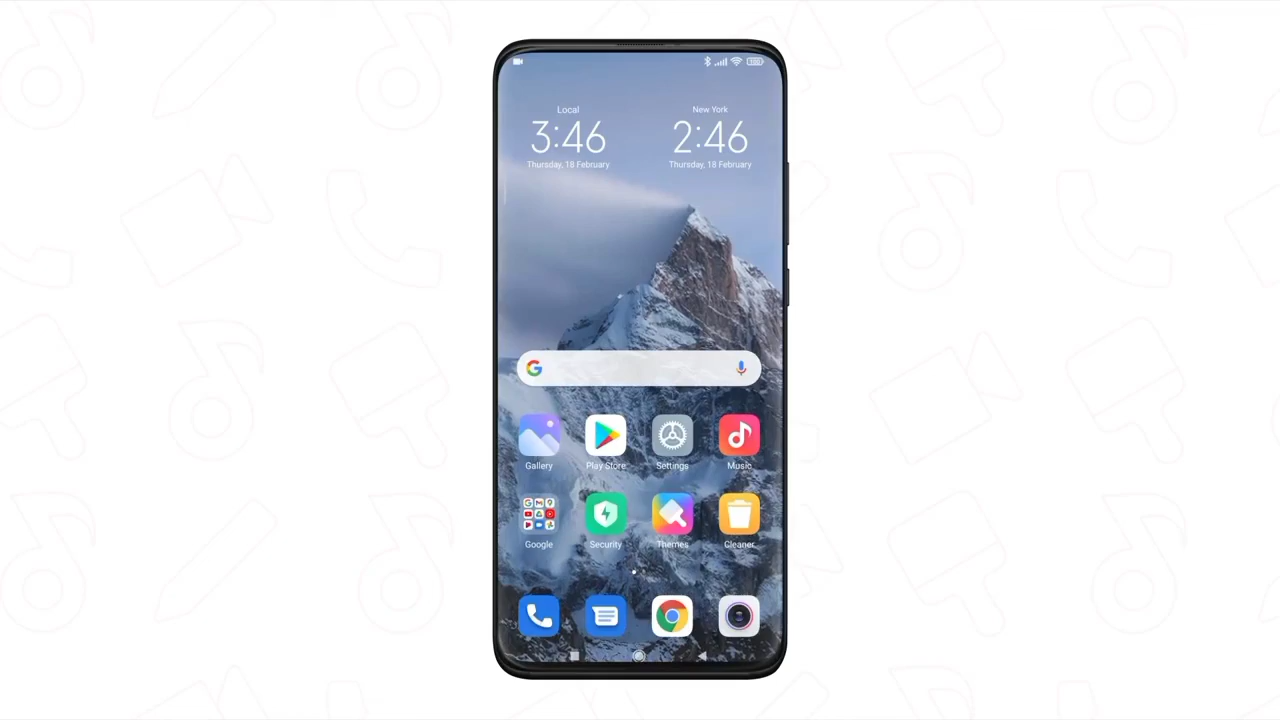 100
Local New York
3:46 2:46
Thursday, 18 February Thursday, 18 February
Gallery Play Store Settings Music
Google Security Themes Cleaner